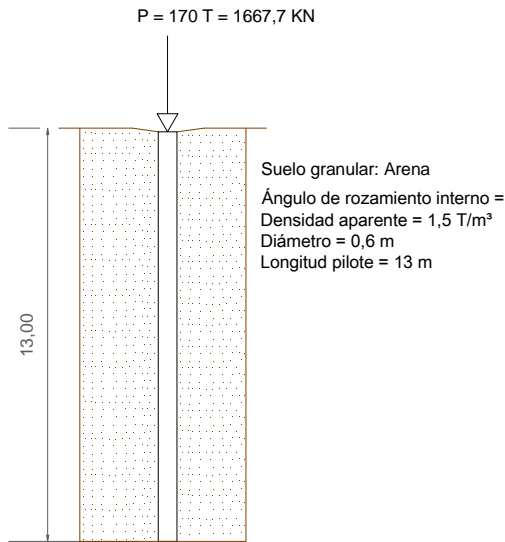 P = 170 T = 1667,7 KN
Suelo granular: Arena
Ángulo de rozamiento interno =
Densidad aparente = 1,5 T/m³
Diámetro = 0,6 m
Longitud pilote = 13 m
13,00